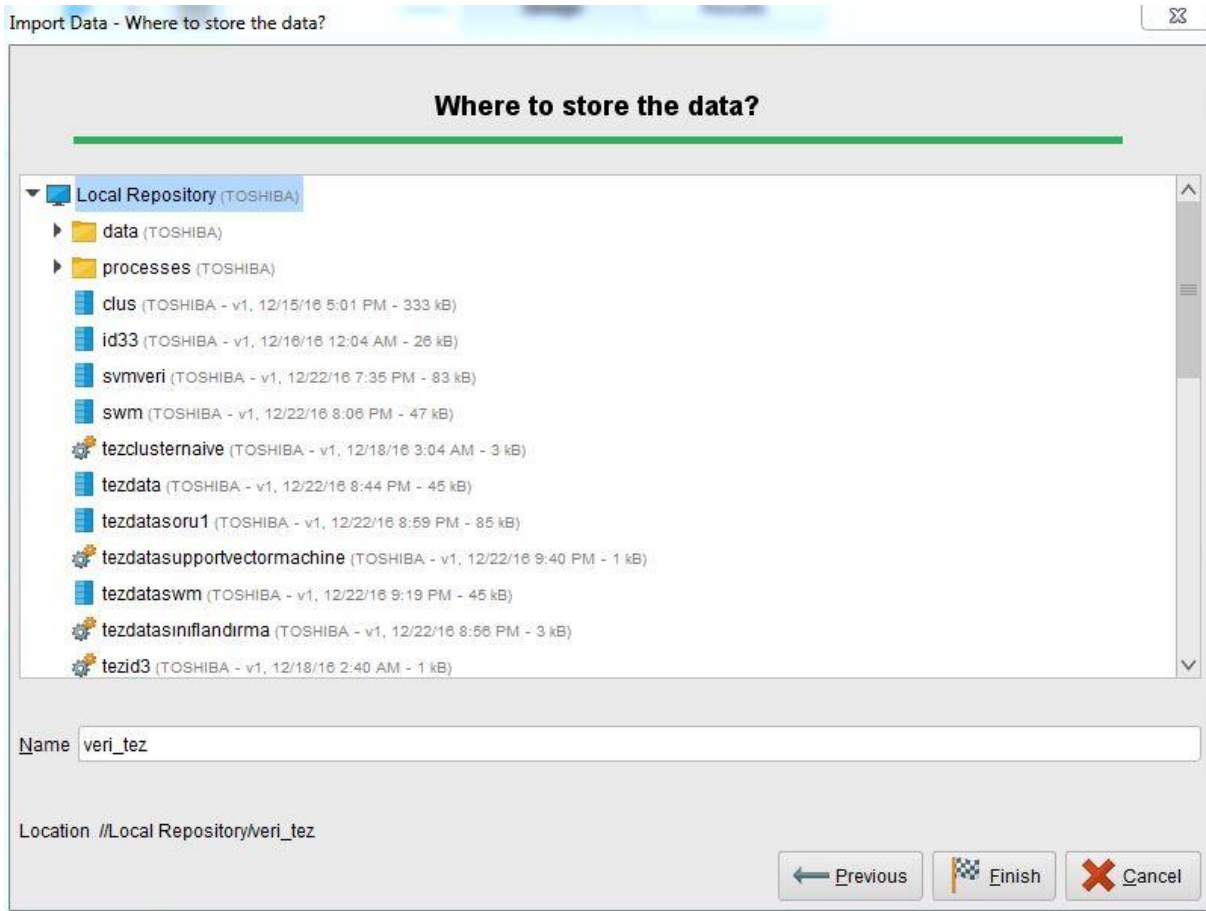 Import Data - Where to store the data?
Where to store the data?
Local Repository (TOSHIBA)
data (TOSHIBA)
processes (TOSHIBA)
clus (TOSHIBA - v1, 12/15/16 5:01 PM - 333 kB)
id33 (TOSHIBA - v1, 12/16/16 12:04 AM - 26 kB)
svmveri (TOSHIBA - v1, 12/22/16 7:35 PM - 83 kB)
swm (TOSHIBA - v1, 12/22/16 8:06 PM - 47 kB)
tezclusternaive (TOSHIBA - v1, 12/18/16 3:04 AM - 3 kB)
tezdata (TOSHIBA - v1, 12/22/16 8:44 PM - 45 kB)
tezdatasoru1 (TOSHIBA - v1, 12/22/16 8:59 PM - 85 kB)
tezdatasupportvectormachine (TOSHIBA - v1, 12/22/16 9:40 PM - 1 kB)
tezdataswm (TOSHIBA - v1, 12/22/16 9:19 PM - 45 kB)
tezdatasınıflandırma (TOSHIBA - v1, 12/22/16 8:56 PM - 3 kB)
tezid3 (TOSHIBA - v1, 12/18/16 2:40 AM - 1 kB)
Name veri_tez
Location //Local Repository/veri_tez
Previous Finish Cancel